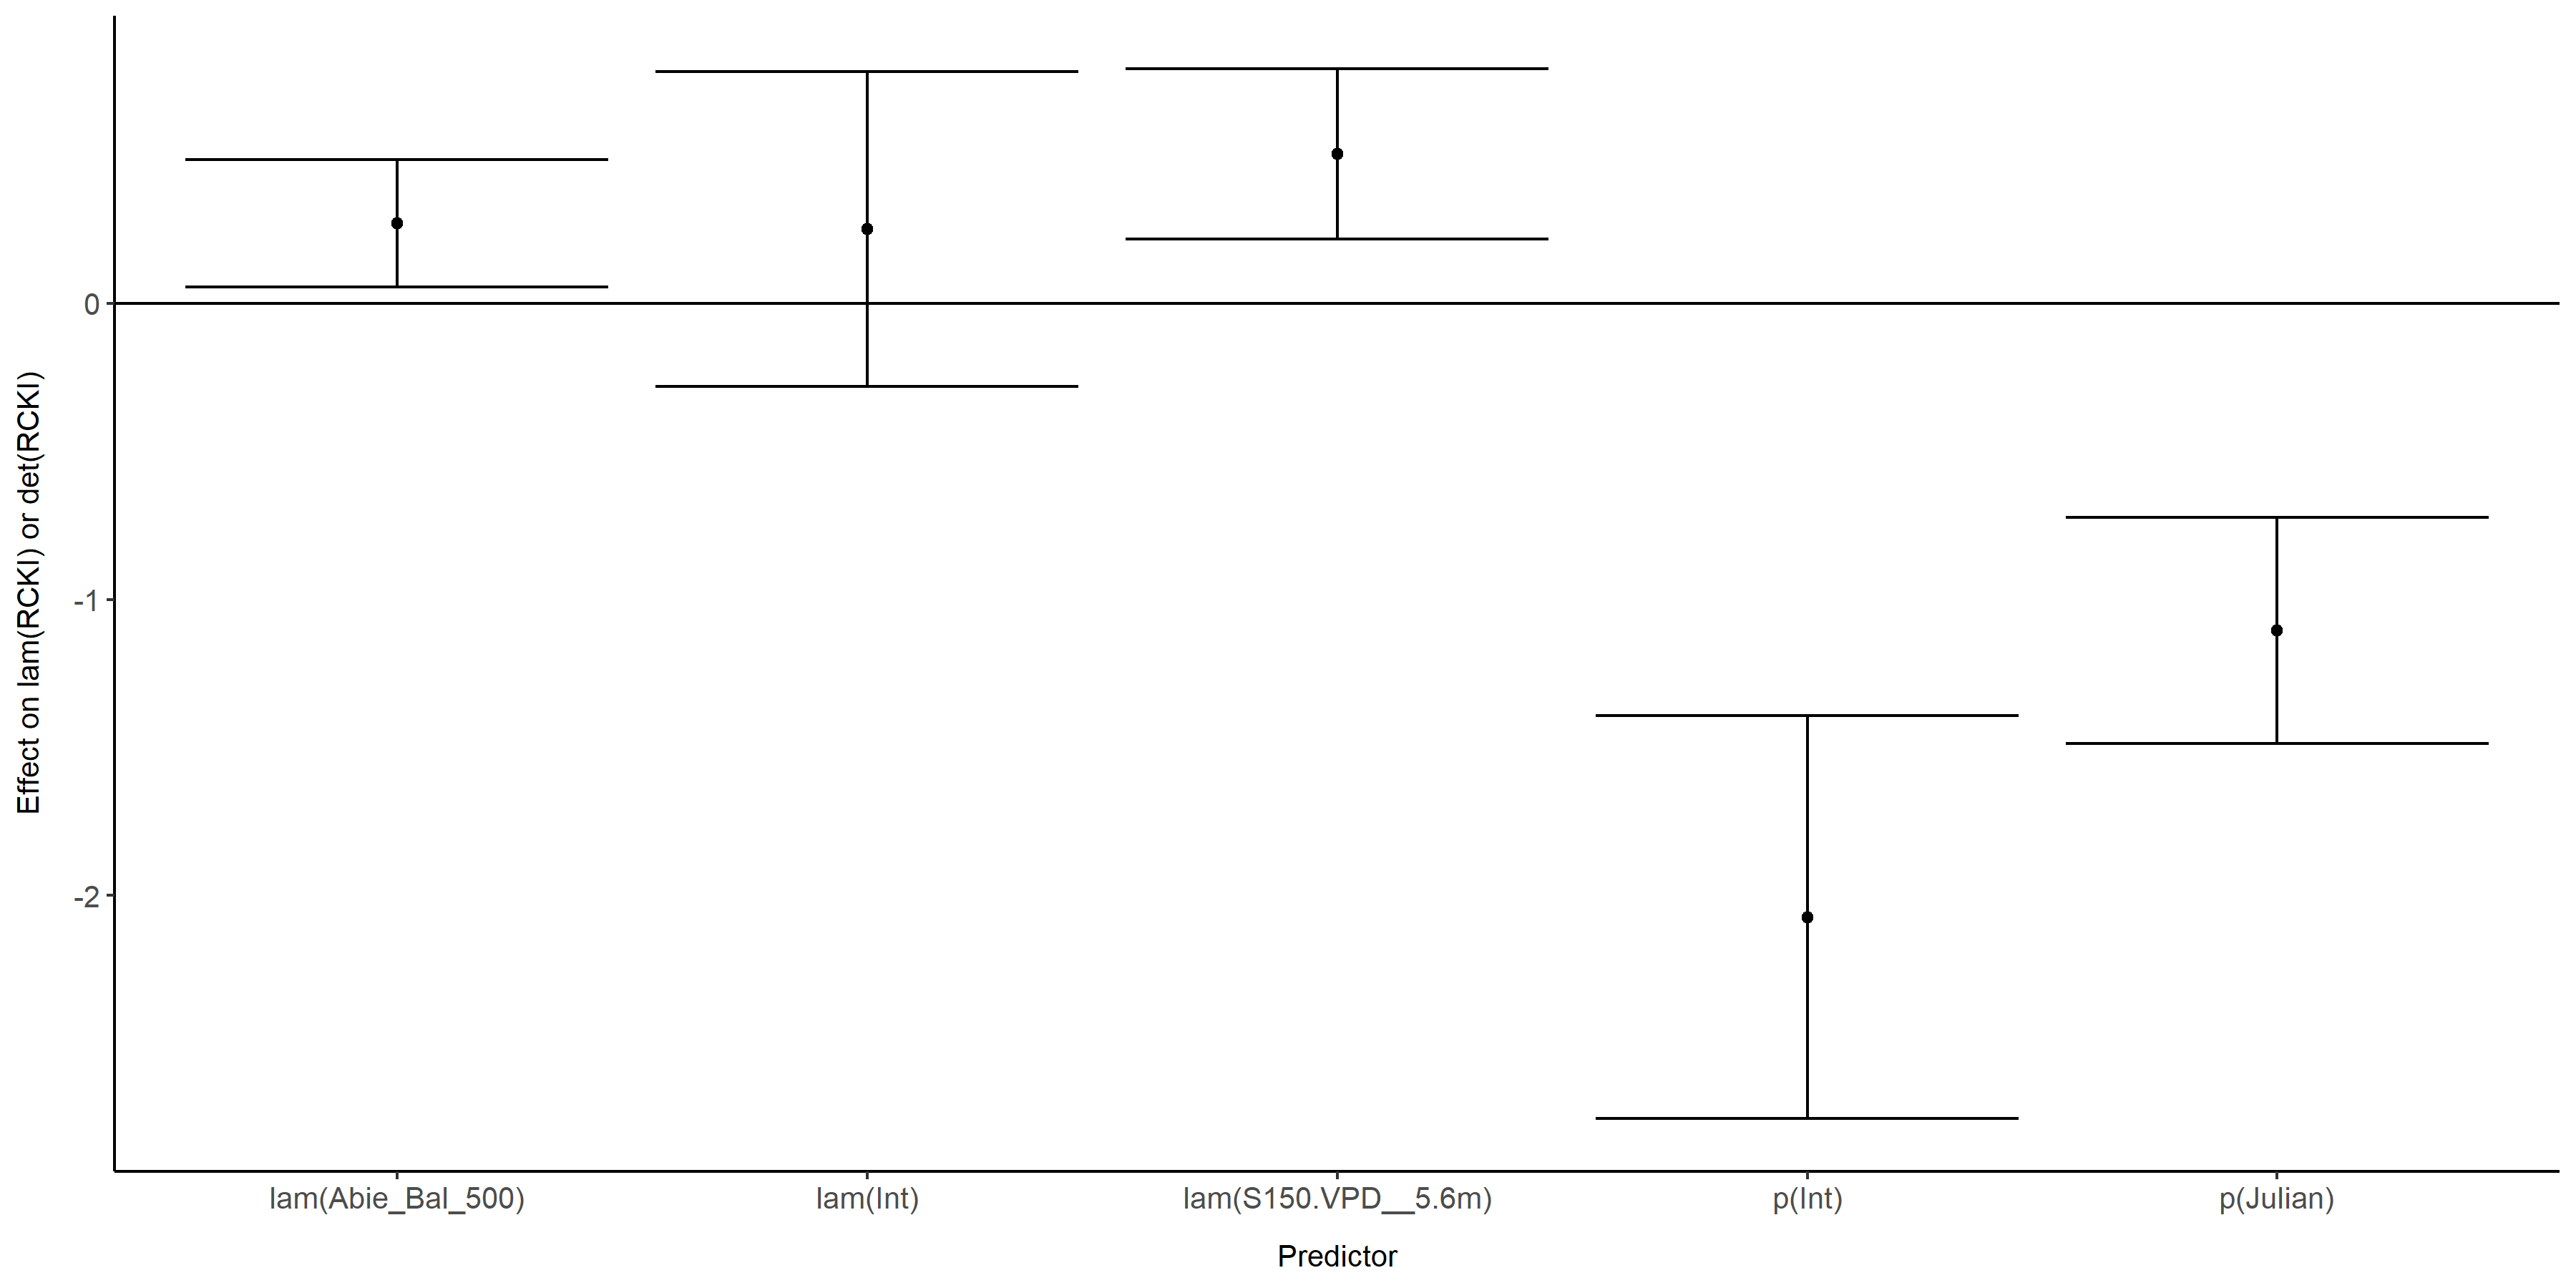 Effect on lam(RCKI) or det(RCKI)
0
-1
-2
lam(Abie_Bal_500)
lam(Int)
lam(S150.VPD__5.6m)
p(Int)
p(Julian)
Predictor